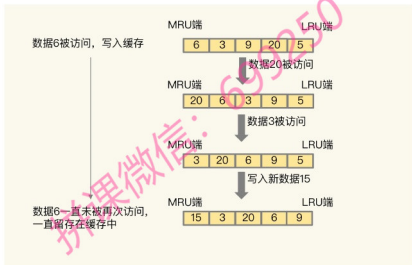 MRU端 LRU端
数据6被访问，写入缓存
6 3 9 20 5
数据20被访问
MRU端 LRU端
20 6 3 9 5
数据3被访问
MRU端 LRU端
3 20 6 9 5
写入新数据15
MRU端 LRU端
数据6一直未被再次访问，
一直留存在缓存中
15 3 20 6 9
拼课微信：699250